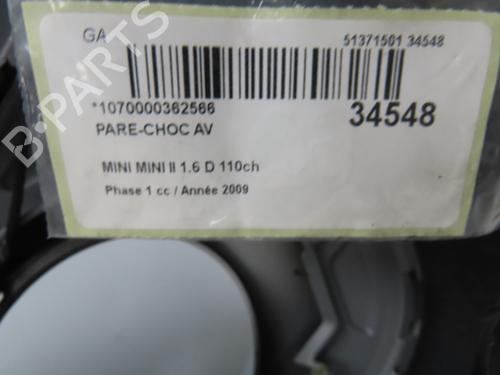 GA 51371501 34548
*1070000362566 34548
PARE-CHOC AV
MINI MINI II 1.6 D 110ch
Phase 1 cc / Année 2009
B-PARTS